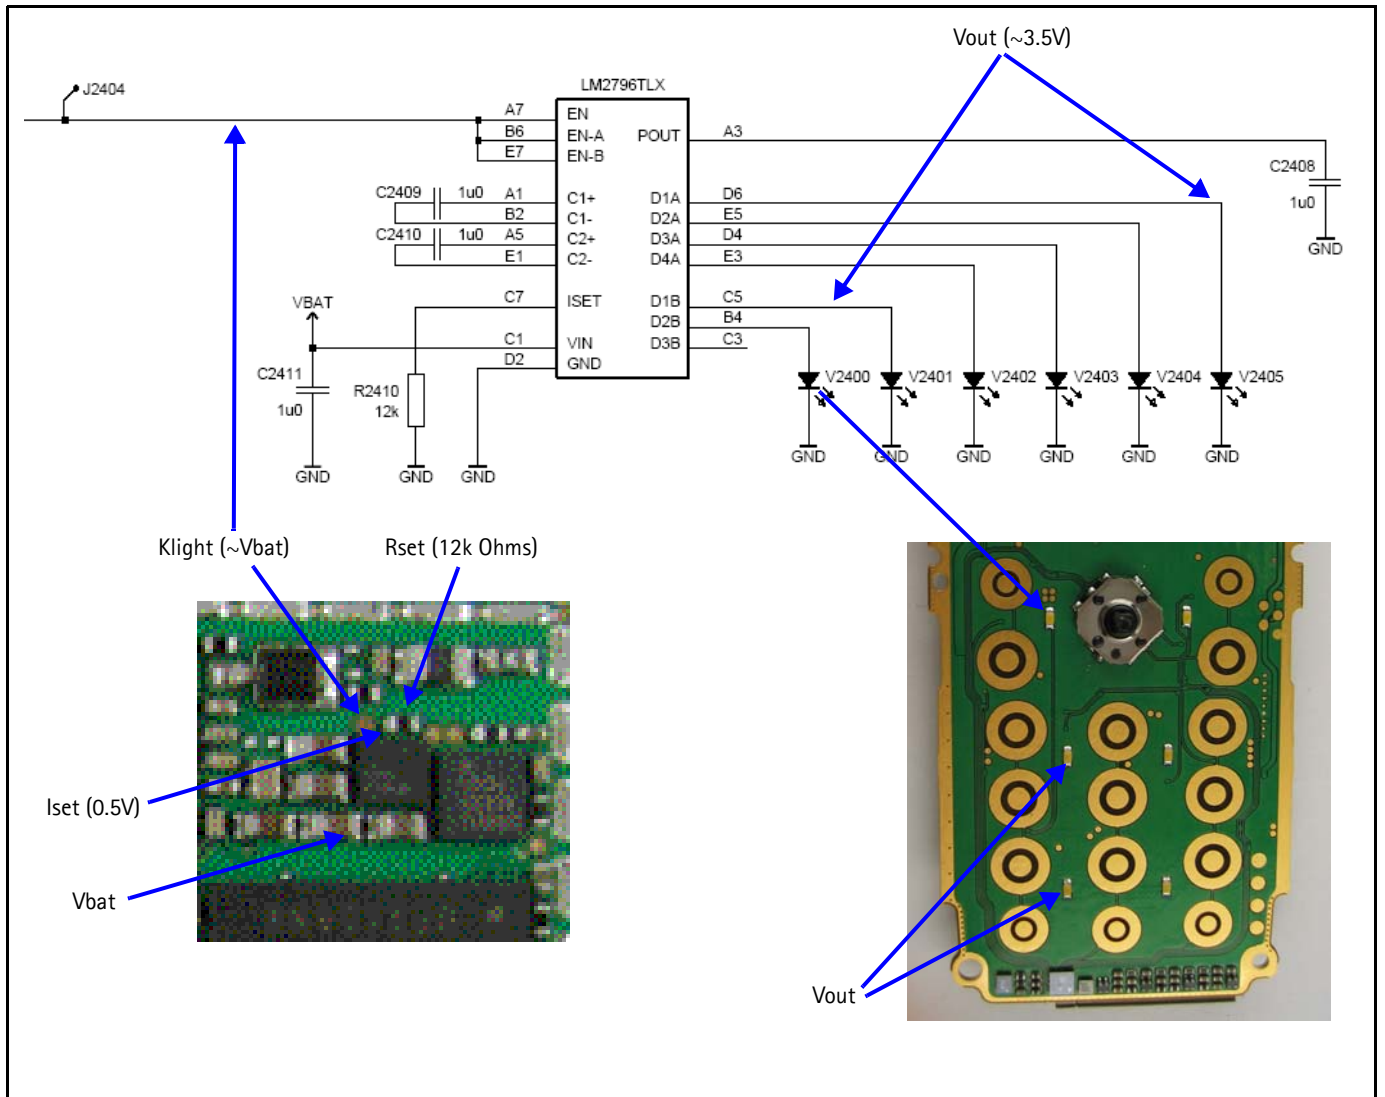 Vout (~3.5V)
J2404
LM2796TLX
A7 EN
B6 EN-A POUT A3
E7 EN-B
C2408
1u0
GND
C2409 1u0 A1 C1+ D1A D6
B2 C1- D2A E5
C2410 1u0 A5 C2+ D3A D4
E1 C2- D4A E3
C7 ISET D1B C5
VBAT D2B B4
C1 VIN D3B C3
D2 GND
C2411
1u0
R2410
12k
V2400 V2401 V2402 V2403 V2404 V2405
GND GND GND GND GND GND
GND GND GND
Klight (~Vbat) Rset (12k Ohms)
Iset (0.5V)
Vbat
Vout